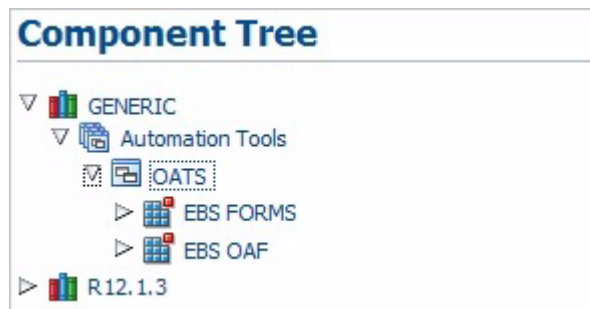 Component Tree
GENERIC
Automation Tools
OATS
EBS FORMS
EBS OAF
R12.1.3